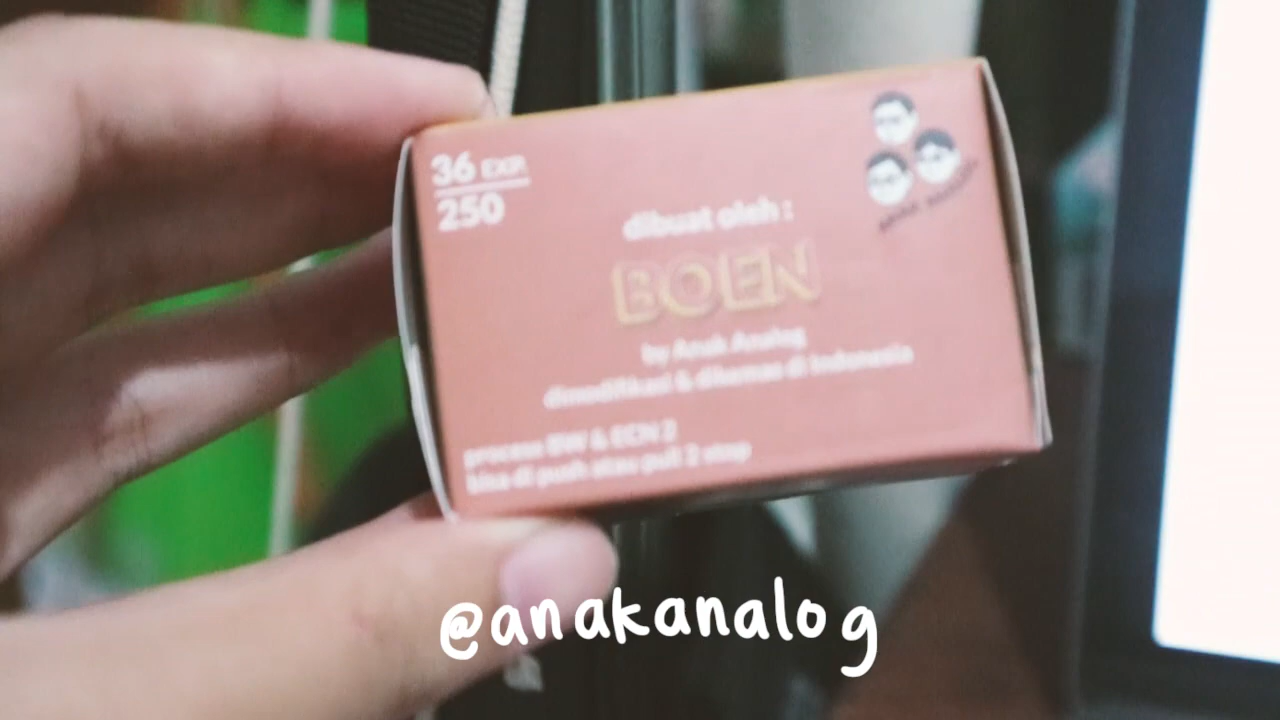 36 EXP.
250
dibuat oleh :
BOEN
by Anak Analog
dimodifikasi & dikemas di Indonesia
process BW & ECN 2
bisa di push atau pull 2 stop
@anakanalog